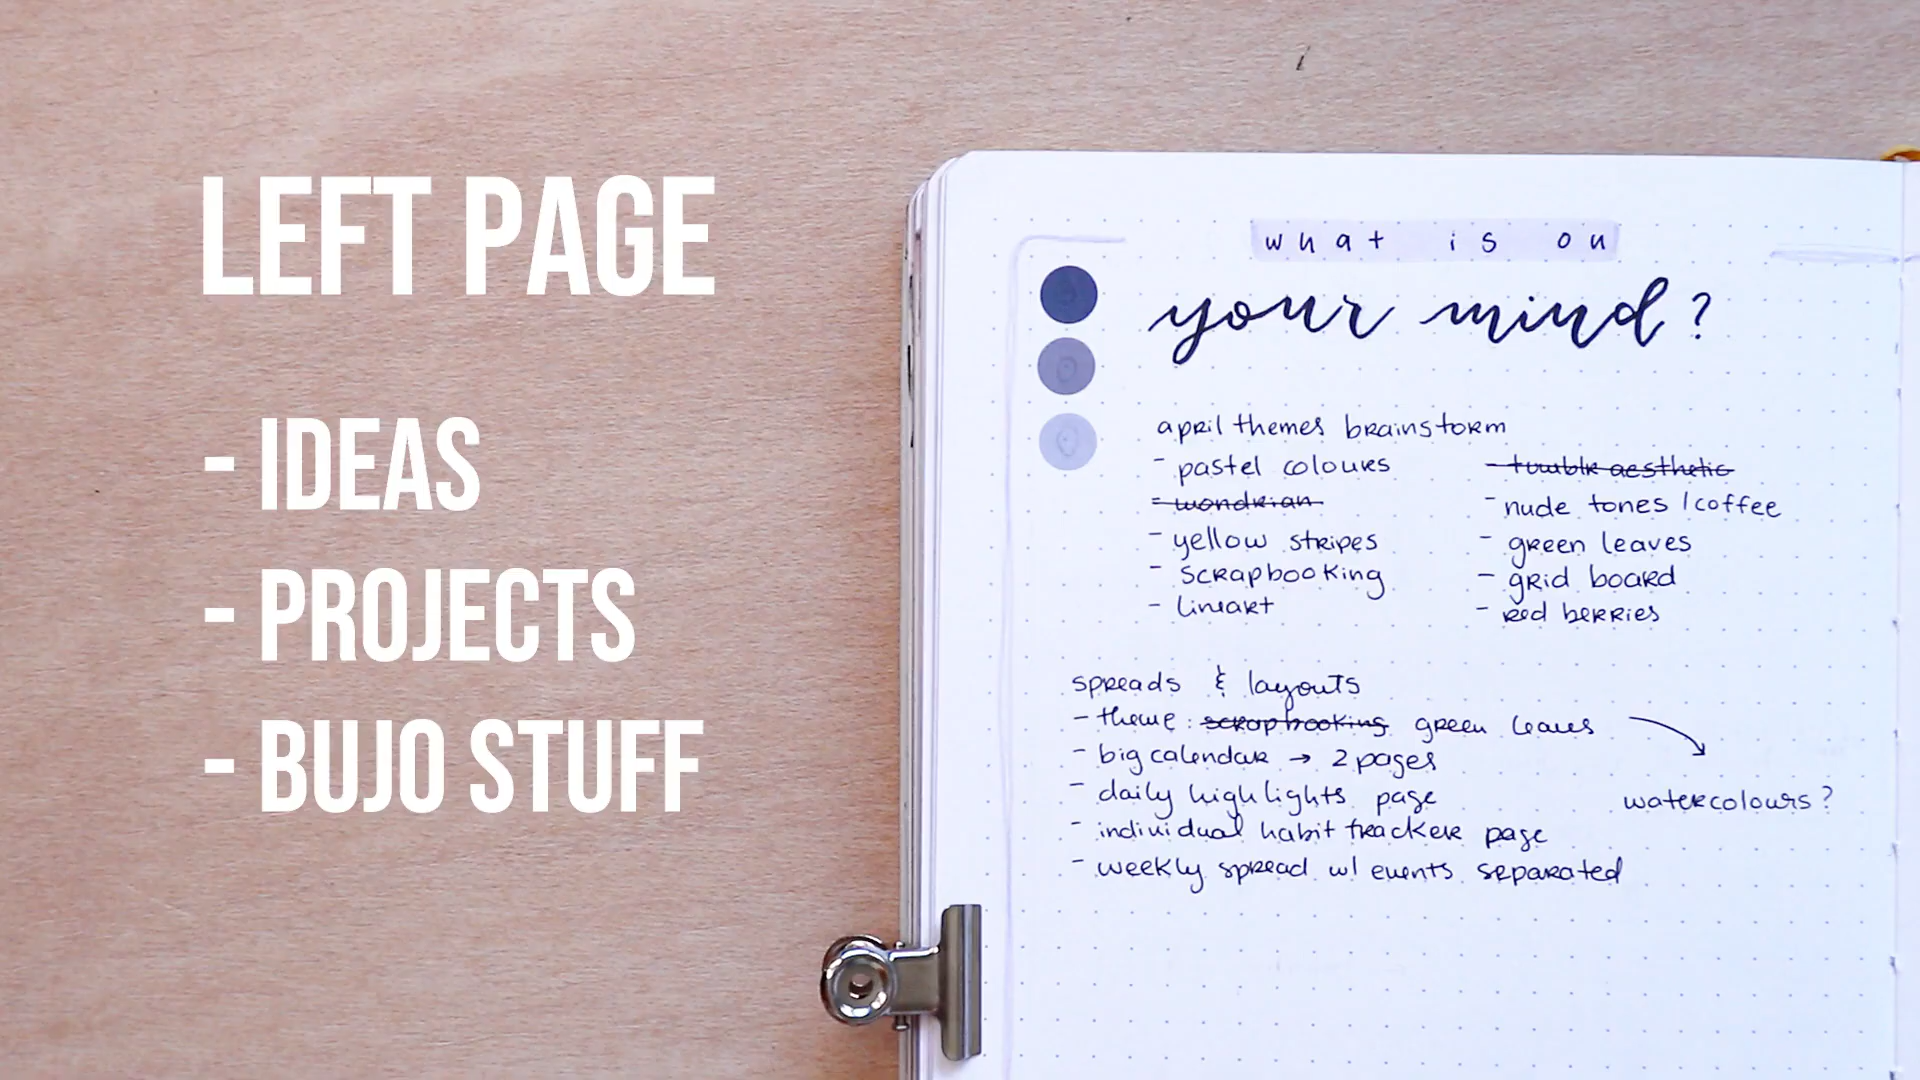 LEFT PAGE
- IDEAS
- PROJECTS
- BUJO STUFF
what is on
your mind?
april themes brainstorm
- pastel colours
- mondrian
- yellow stripes
- scrapbooking
- lineart
- tumblr aesthetic
- nude tones / coffee
- green leaves
- grid board
- red berries
spreads & layouts
- theme: scrapbooking green leaves
- big calendar → 2 pages
- daily highlights page
- individual habit tracker page
- weekly spread w/ events separated
watercolours?